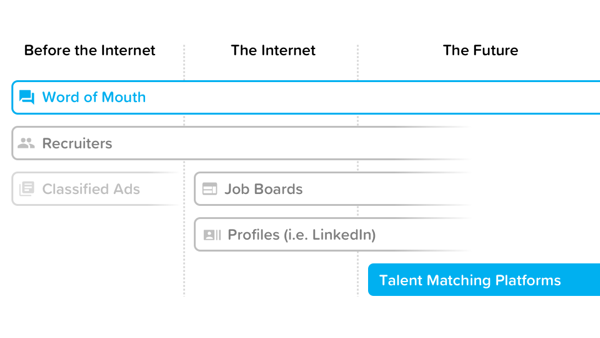 Before the Internet
The Internet
The Future
Word of Mouth
Recruiters
Classified Ads
Job Boards
Profiles (i.e. LinkedIn)
Talent Matching Platforms